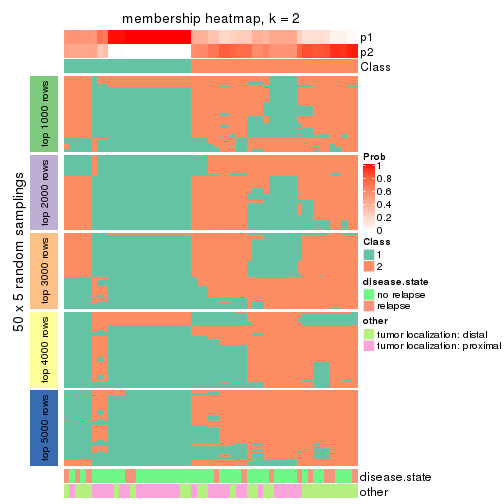 membership heatmap, k = 2
p1
p2
Class
50 x 5 random samplings
top 1000 rows
top 2000 rows
top 3000 rows
top 4000 rows
top 5000 rows
Prob
1
0.8
0.6
0.4
0.2
0
Class
1
2
disease.state
no relapse
relapse
other
tumor localization: distal
tumor localization: proximal
disease.state
other